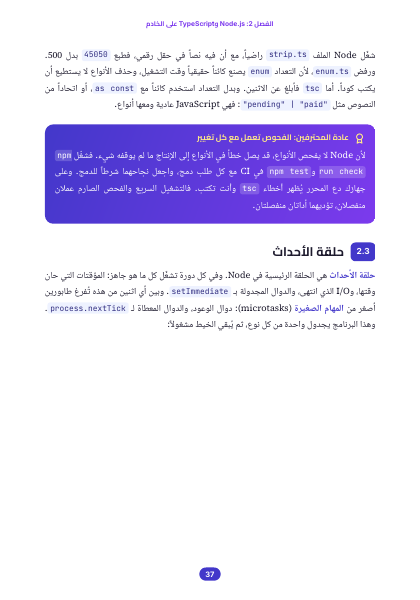 الفصل 2: Node.js وTypeScript على الخادم
شغّل Node الملف strip.ts راضياً، مع أن فيه نصاً في حقل رقمي، فطبع 45050 بدل 500.
ورفض enum.ts، لأن التعداد enum يصنع كائناً حقيقياً وقت التشغيل، وحذف الأنواع لا يستطيع أن
يكتب كوداً. أما tsc فأبلغ عن الاثنين. وبدل التعداد استخدم كائناً مع as const، أو اتحاداً من
النصوص مثل "pending" | "paid": فهي JavaScript عادية ومعها أنواع.
عادة المحترفين: الفحوص تعمل مع كل تغيير
لأن Node لا يفحص الأنواع، قد يصل خطأ في الأنواع إلى الإنتاج ما لم يوقفه شيء. فشغّل npm
run check وnpm test في CI مع كل طلب دمج، واجعل نجاحهما شرطاً للدمج. وعلى
جهازك دع المحرر يُظهر أخطاء tsc وأنت تكتب. فالتشغيل السريع والفحص الصارم عملان
منفصلان، تؤديهما أداتان منفصلتان.
2.3 حلقة الأحداث
حلقة الأحداث هي الحلقة الرئيسية في Node. وفي كل دورة تشغّل كل ما هو جاهز: المؤقتات التي حان
وقتها، وI/O الذي انتهى، والدوال المجدولة بـ setImmediate. وبين أي اثنين من هذه تُفرغ طابورين
أصغر من المهام الصغيرة (microtasks): دوال الوعود، والدوال المعطاة لـ process.nextTick.
وهذا البرنامج يجدول واحدة من كل نوع، ثم يُبقي الخيط مشغولاً:
37